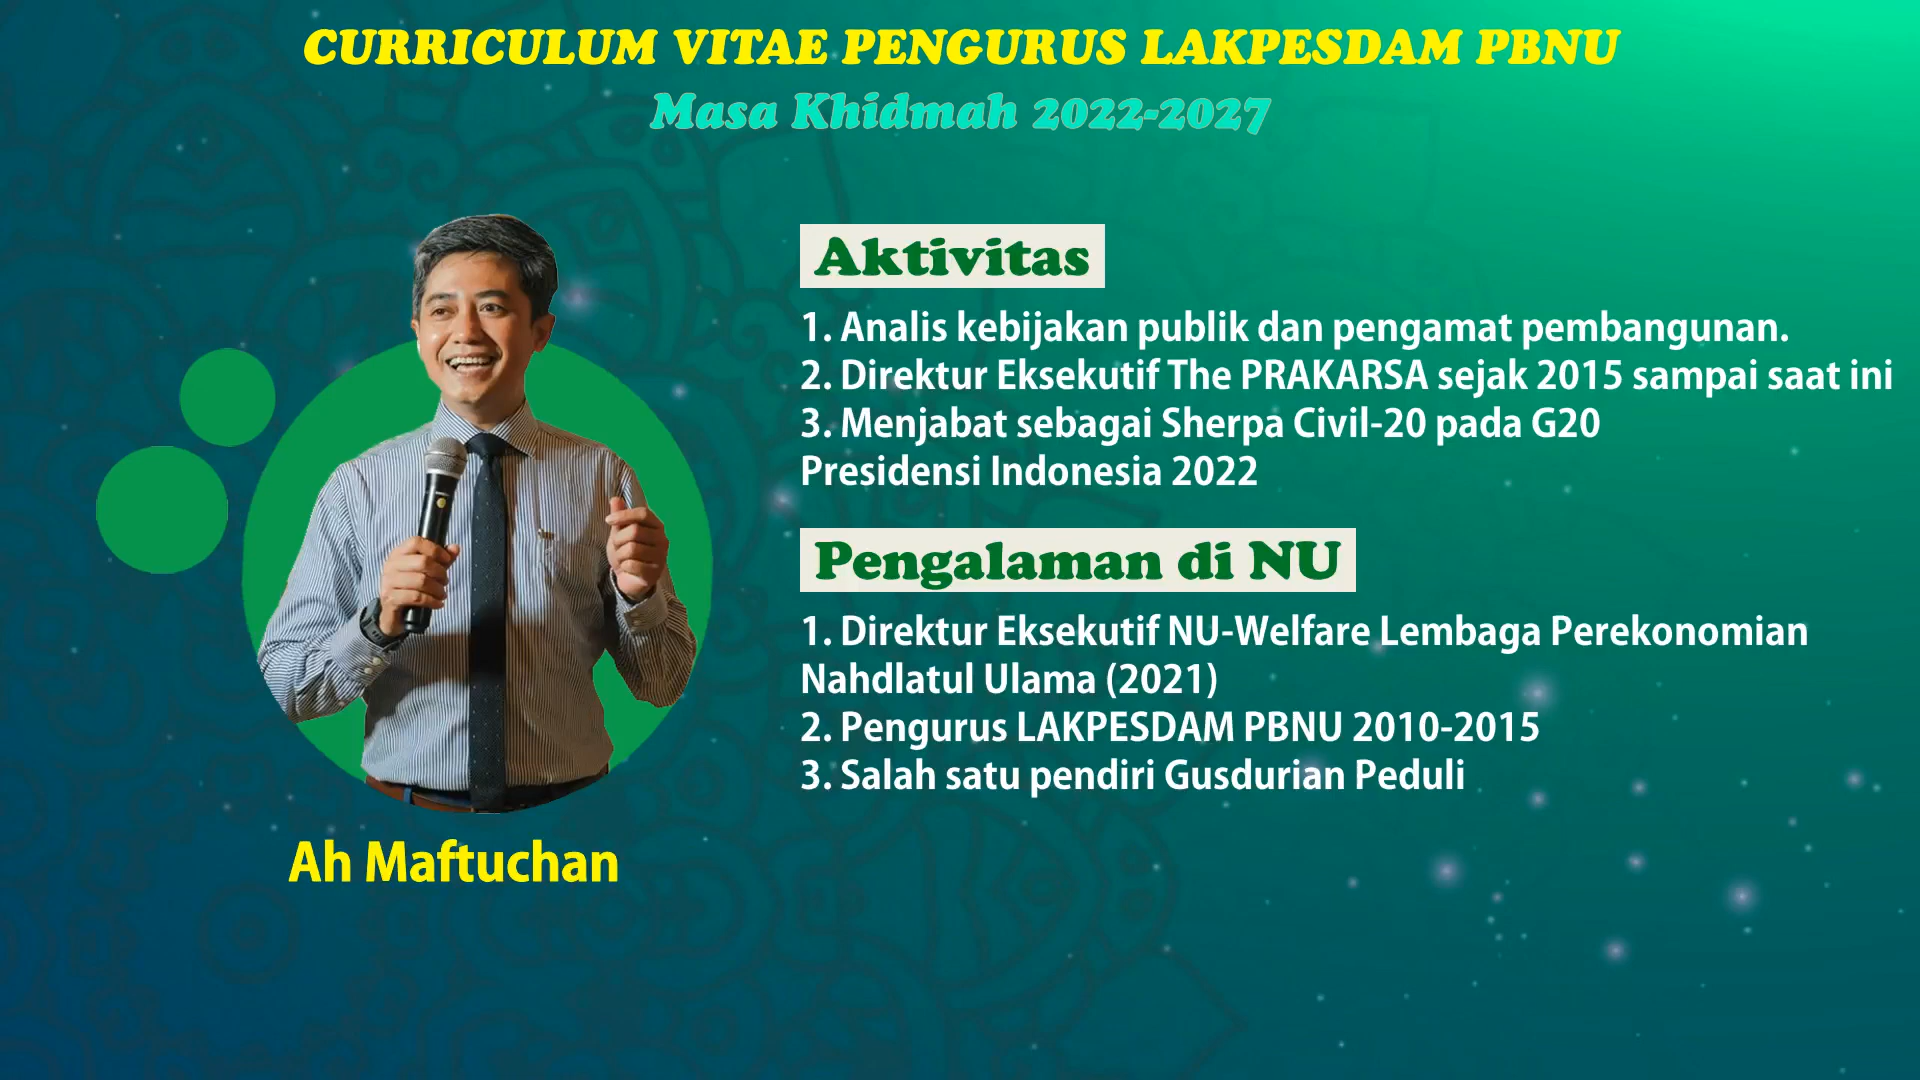 CURRICULUM VITAE PENGURUS LAKPESDAM PBNU
Masa Khidmah 2022-2027
Aktivitas
1. Analis kebijakan publik dan pengamat pembangunan.
2. Direktur Eksekutif The PRAKARSA sejak 2015 sampai saat ini
3. Menjabat sebagai Sherpa Civil-20 pada G20
Presidensi Indonesia 2022
Pengalaman di NU
1. Direktur Eksekutif NU-Welfare Lembaga Perekonomian
Nahdlatul Ulama (2021)
2. Pengurus LAKPESDAM PBNU 2010-2015
3. Salah satu pendiri Gusdurian Peduli
Ah Maftuchan